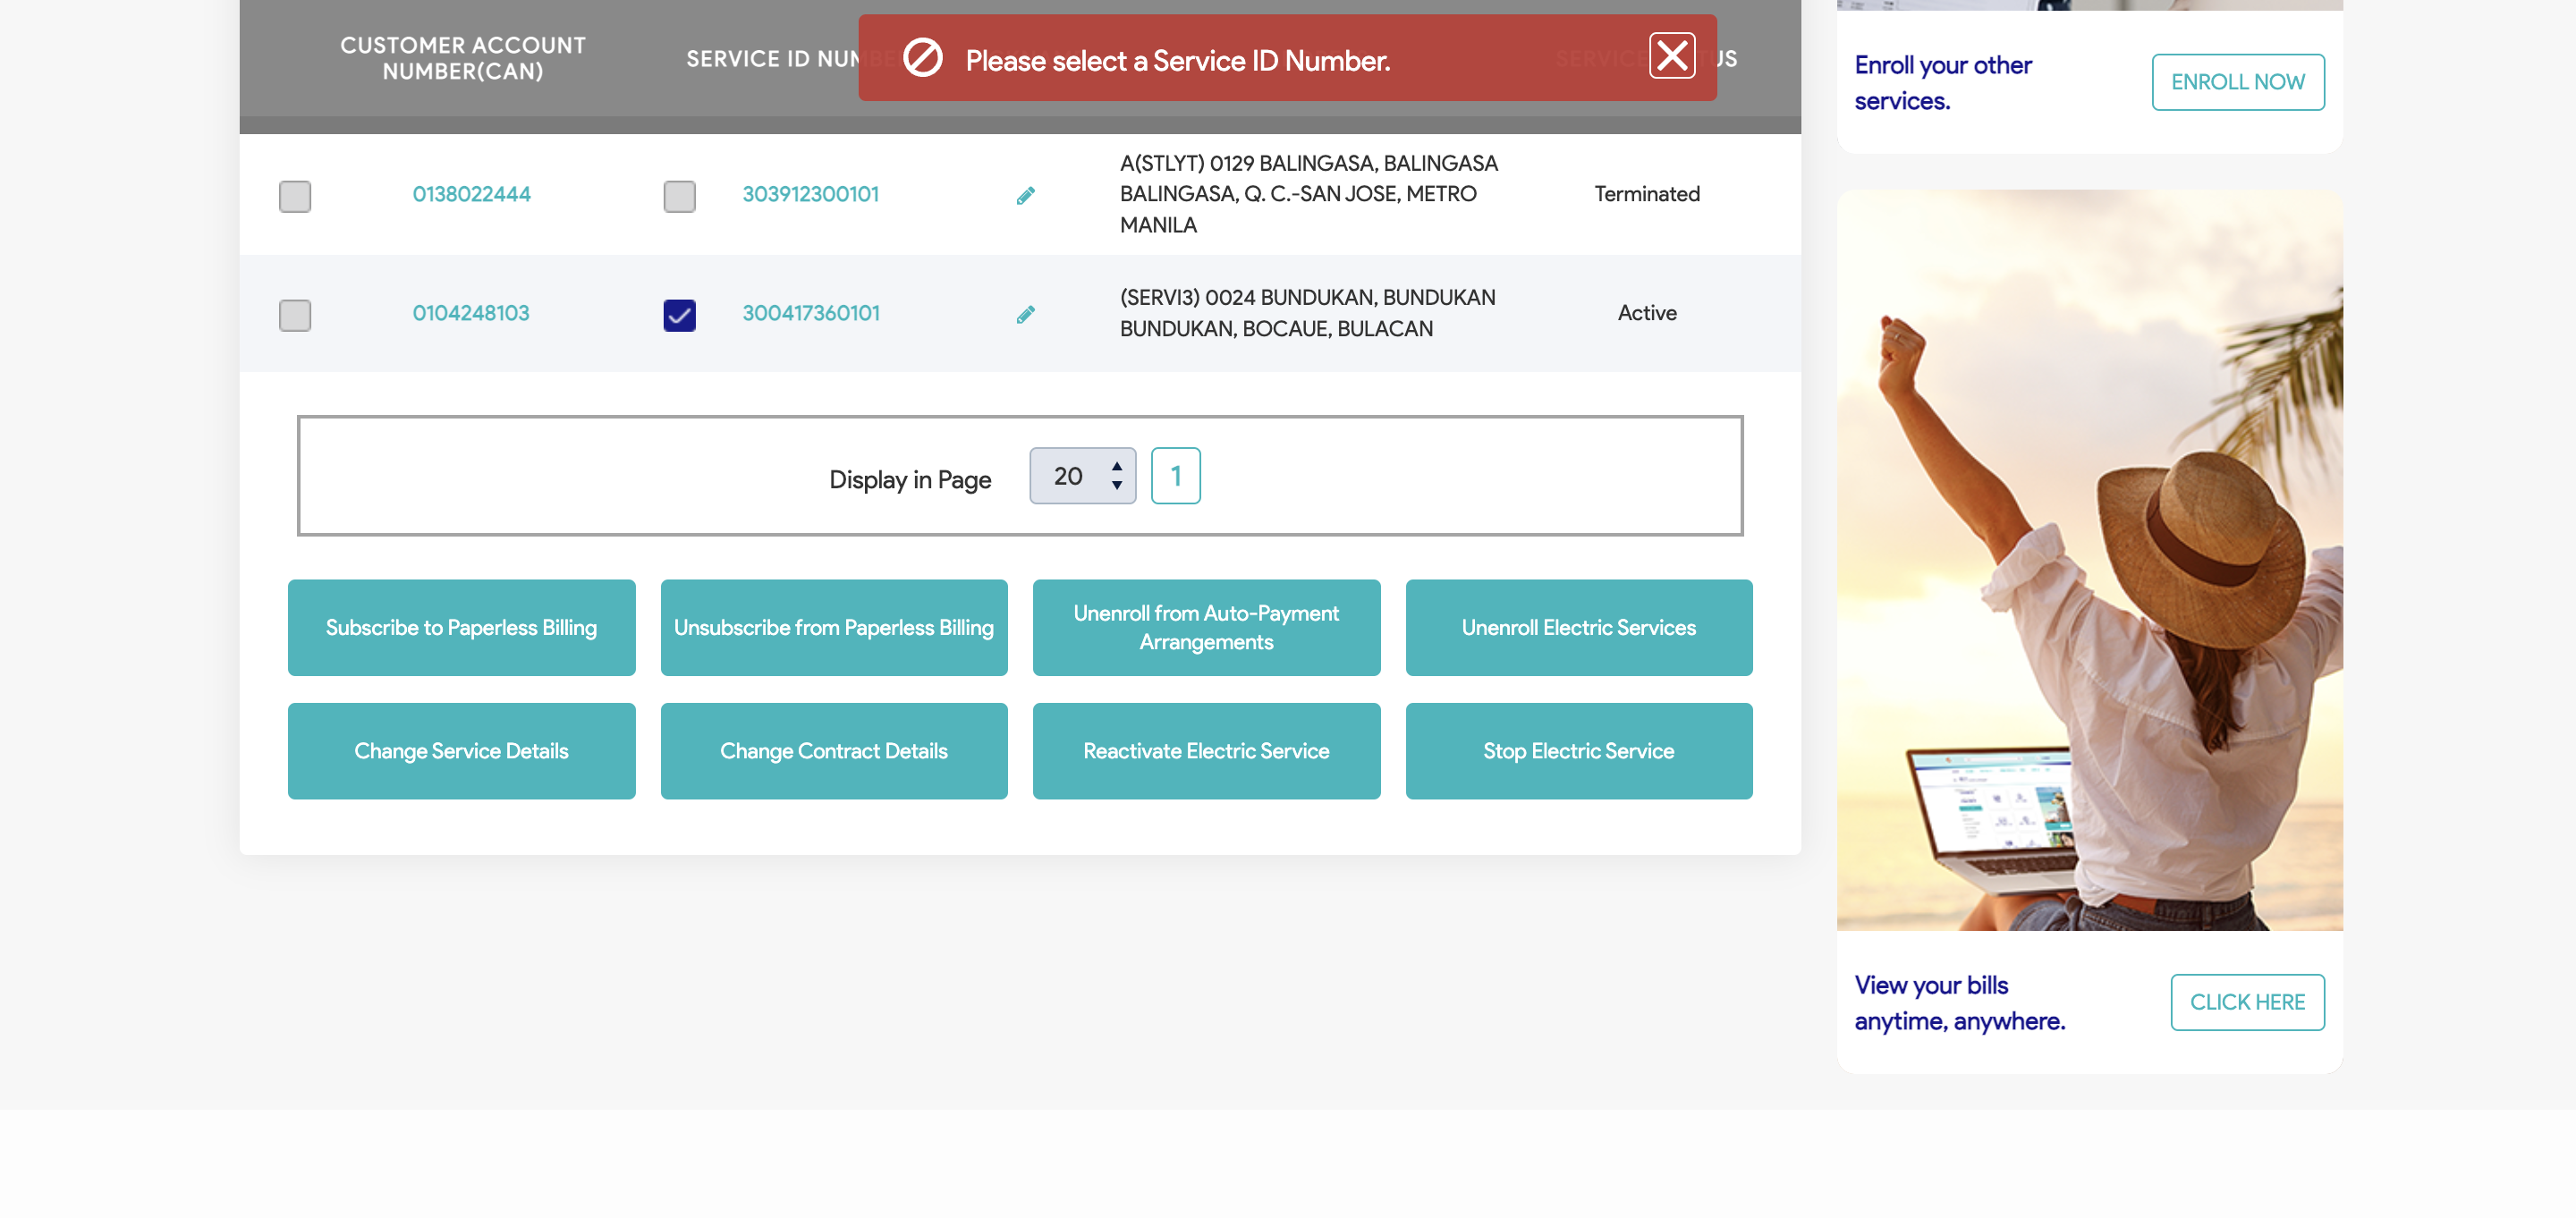 CUSTOMER ACCOUNT
NUMBER(CAN)
SERVICE ID NUM
Please select a Service ID Number.
US
0138022444
303912300101
A(STLYT) 0129 BALINGASA, BALINGASA
BALINGASA, Q. C.-SAN JOSE, METRO
MANILA
Terminated
0104248103
300417360101
(SERVI3) 0024 BUNDUKAN, BUNDUKAN
BUNDUKAN, BOCAUE, BULACAN
Active
Display in Page
20
1
Subscribe to Paperless Billing
Unsubscribe from Paperless Billing
Unenroll from Auto-Payment
Arrangements
Unenroll Electric Services
Change Service Details
Change Contract Details
Reactivate Electric Service
Stop Electric Service
Enroll your other
services.
ENROLL NOW
View your bills
anytime, anywhere.
CLICK HERE